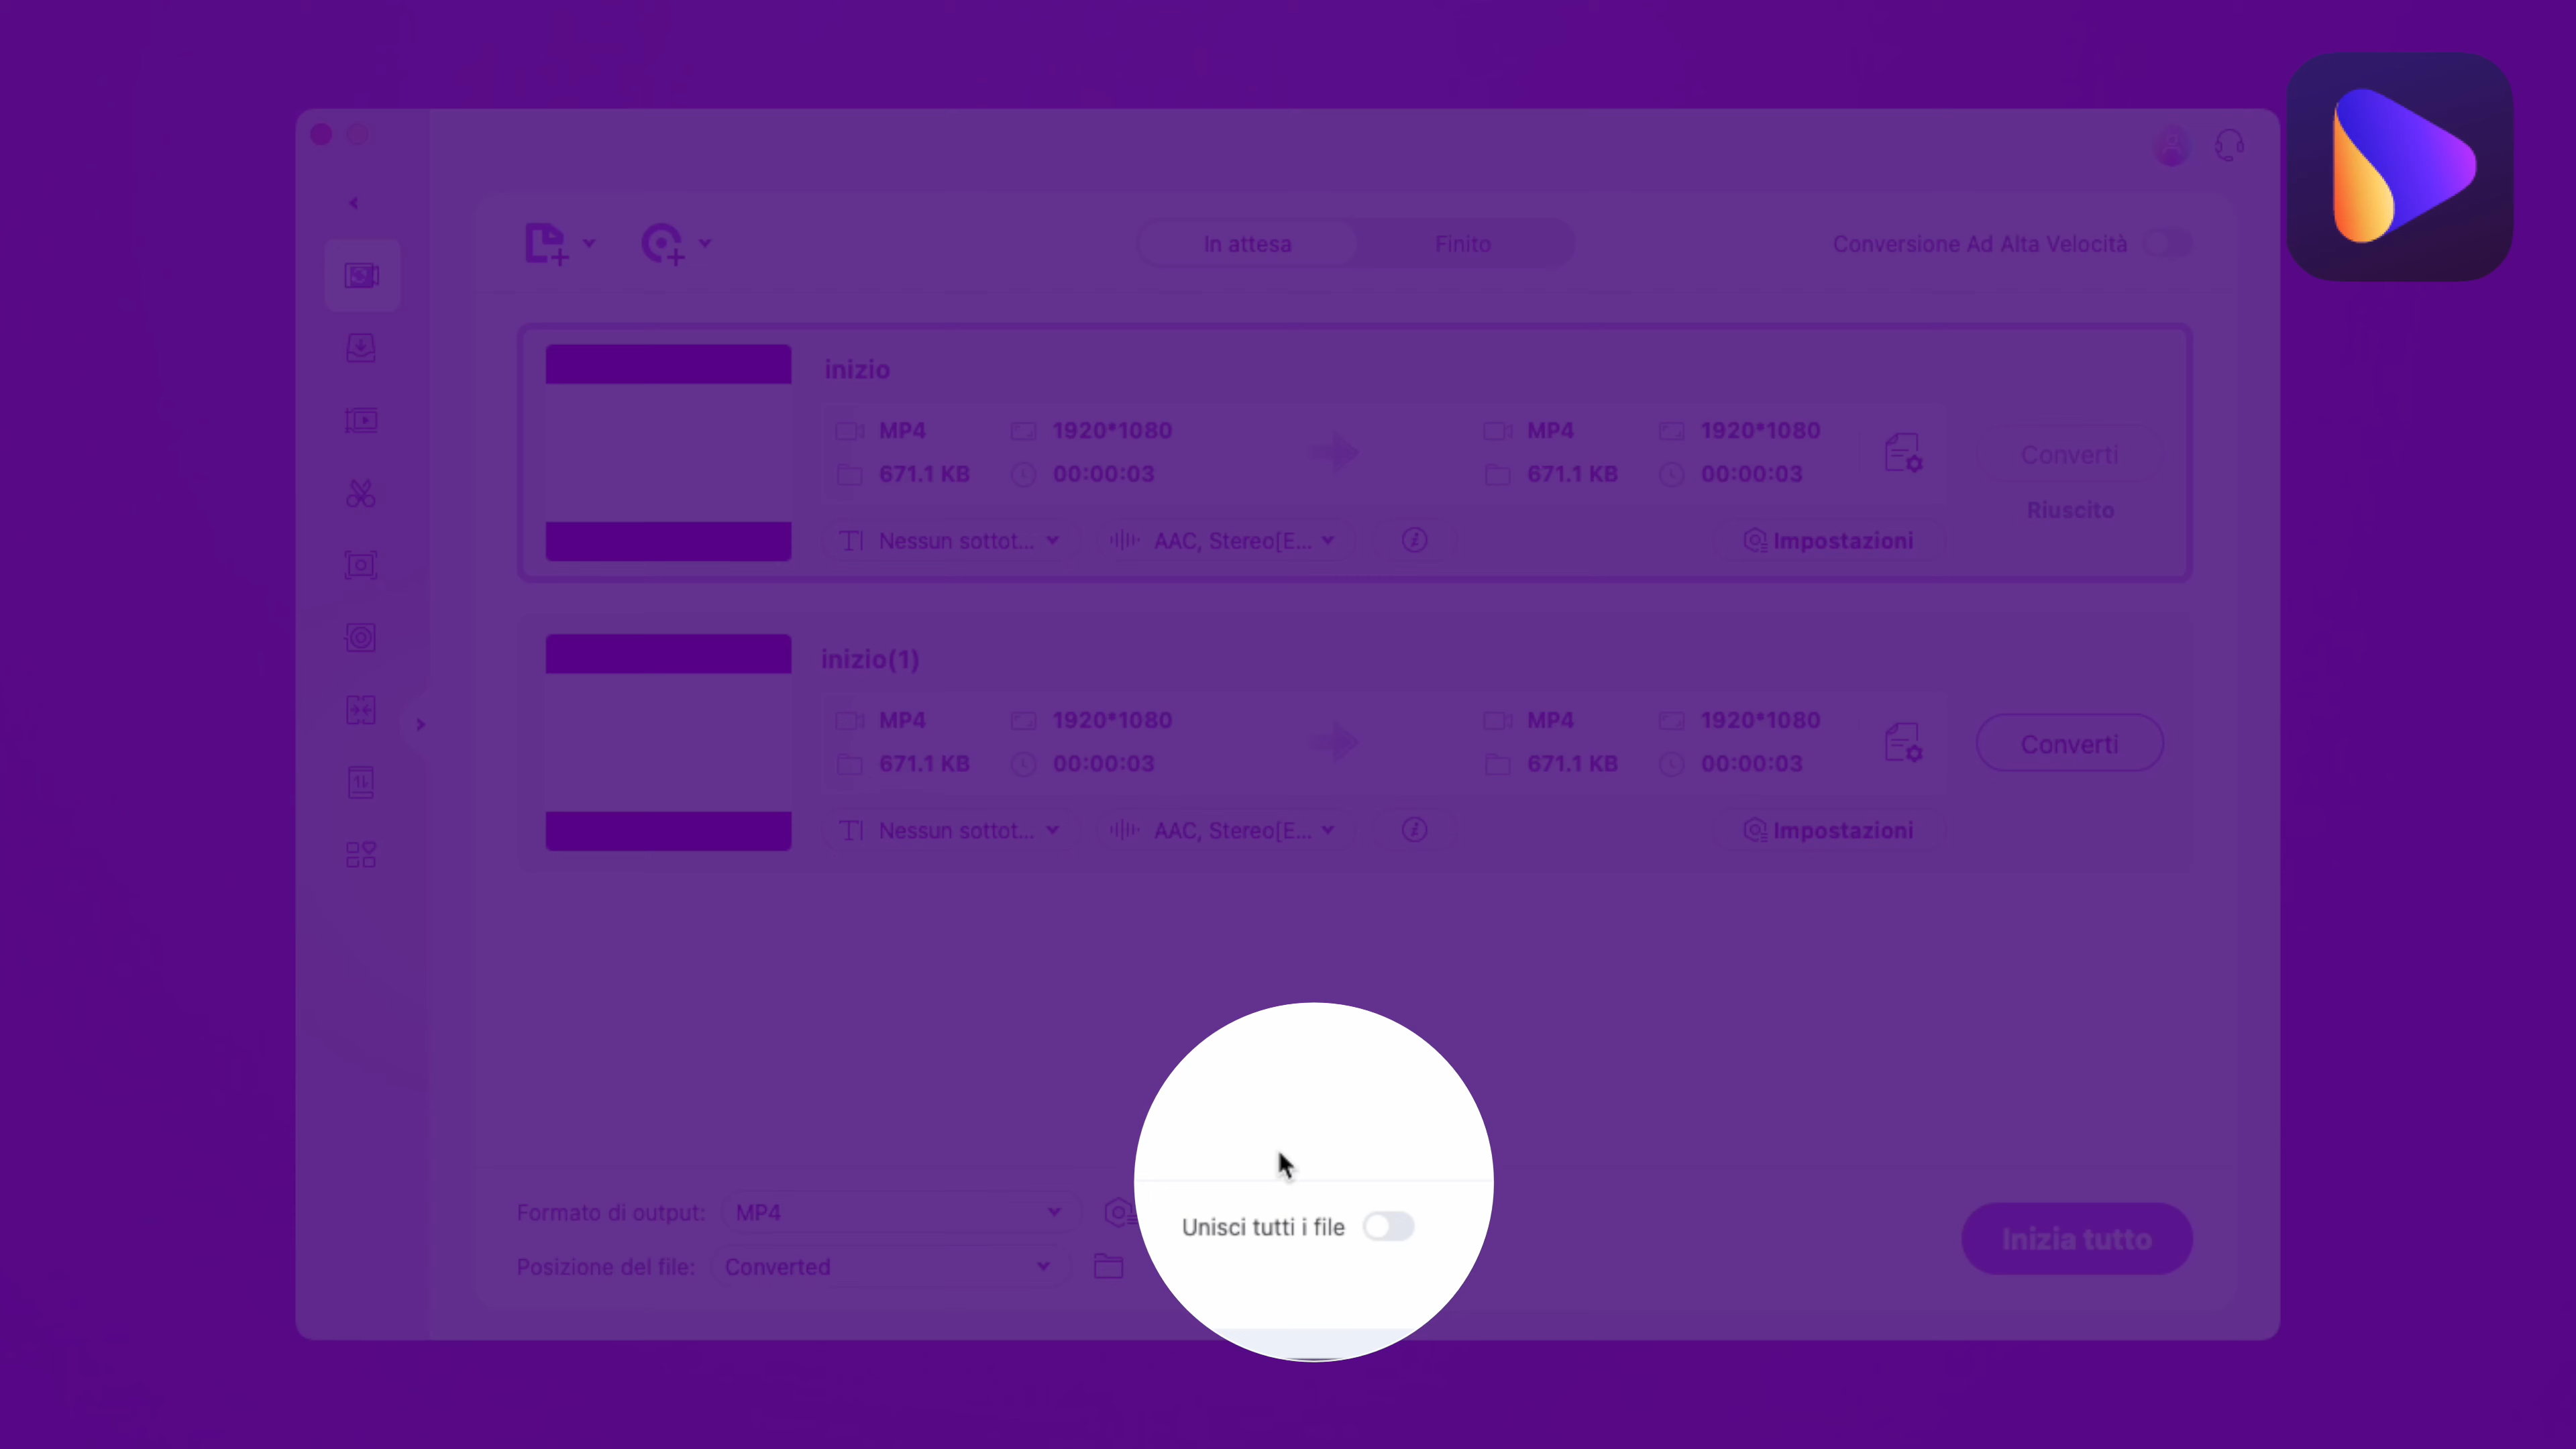 In attesa
Finito
Conversione Ad Alta Velocità
inizio
MP4
1920*1080
671.1 KB
00:00:03
MP4
1920*1080
671.1 KB
00:00:03
Converti
Riuscito
Nessun sottot...
AAC, Stereo[E...
Impostazioni
inizio(1)
MP4
1920*1080
671.1 KB
00:00:03
MP4
1920*1080
671.1 KB
00:00:03
Converti
Nessun sottot...
AAC, Stereo[E...
Impostazioni
Formato di output:
MP4
Unisci tutti i file
Inizia tutto
Posizione del file:
Converted